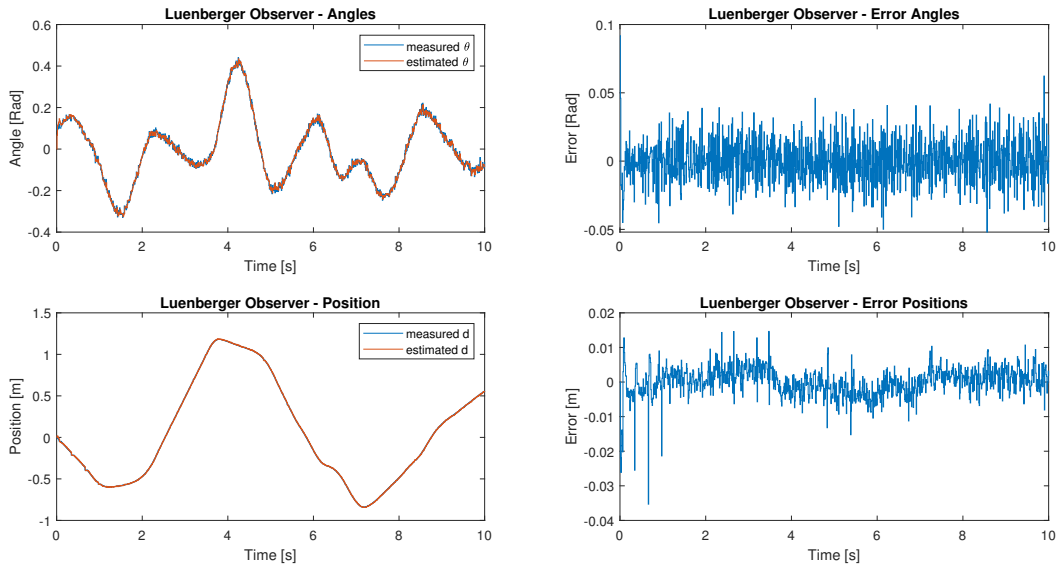 Luenberger Observer - Angles
0.6
0.4
0.2
0
-0.2
-0.4
Angle [Rad]
measured θ
estimated θ
0 2 4 6 8 10
Time [s]
Luenberger Observer - Error Angles
0.1
0.05
0
-0.05
Error [Rad]
0 2 4 6 8 10
Time [s]
Luenberger Observer - Position
1.5
1
0.5
0
-0.5
-1
Position [m]
measured d
estimated d
0 2 4 6 8 10
Time [s]
Luenberger Observer - Error Positions
0.02
0.01
0
-0.01
-0.02
-0.03
-0.04
Error [m]
0 2 4 6 8 10
Time [s]